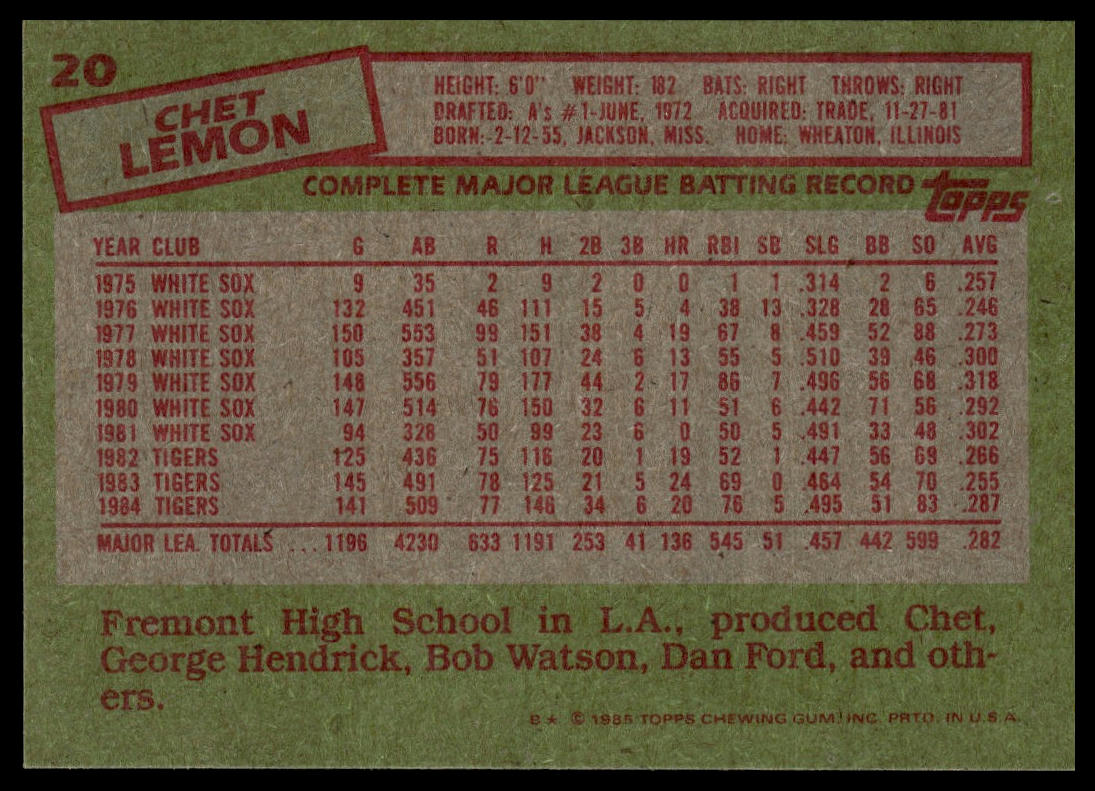 20
CHET
LEMON
HEIGHT: 6'0" WEIGHT: 182 BATS: RIGHT THROWS: RIGHT
DRAFTED: A's #1-JUNE, 1972 ACQUIRED: TRADE, 11-27-81
BORN: 2-12-55, JACKSON, MISS. HOME: WHEATON, ILLINOIS
COMPLETE MAJOR LEAGUE BATTING RECORD topps
YEAR CLUB G AB R H 2B 3B HR RBI SB SLG BB SO AVG
1975 WHITE SOX 9 35 2 9 2 0 0 1 1 .314 2 6 .257
1976 WHITE SOX 132 451 46 111 15 5 4 38 13 .328 28 65 .246
1977 WHITE SOX 150 553 99 151 38 4 19 67 8 .459 52 88 .273
1978 WHITE SOX 105 357 51 107 24 6 13 55 5 .510 39 46 .300
1979 WHITE SOX 148 556 79 177 44 2 17 86 7 .496 56 68 .318
1980 WHITE SOX 147 514 76 150 32 6 11 51 6 .442 71 56 .292
1981 WHITE SOX 94 328 50 99 23 6 0 50 5 .491 33 48 .302
1982 TIGERS 125 436 75 116 20 1 19 52 1 .447 56 69 .266
1983 TIGERS 145 491 78 125 21 5 24 69 0 .464 54 70 .255
1984 TIGERS 141 509 77 146 34 6 20 76 5 .495 51 83 .287
MAJOR LEA. TOTALS ... 1196 4230 633 1191 253 41 136 545 51 .457 442 599 .282
Fremont High School in L.A., produced Chet,
George Hendrick, Bob Watson, Dan Ford, and oth-
ers.
B★ © 1985 TOPPS CHEWING GUM, INC. PRTD. IN U.S.A.